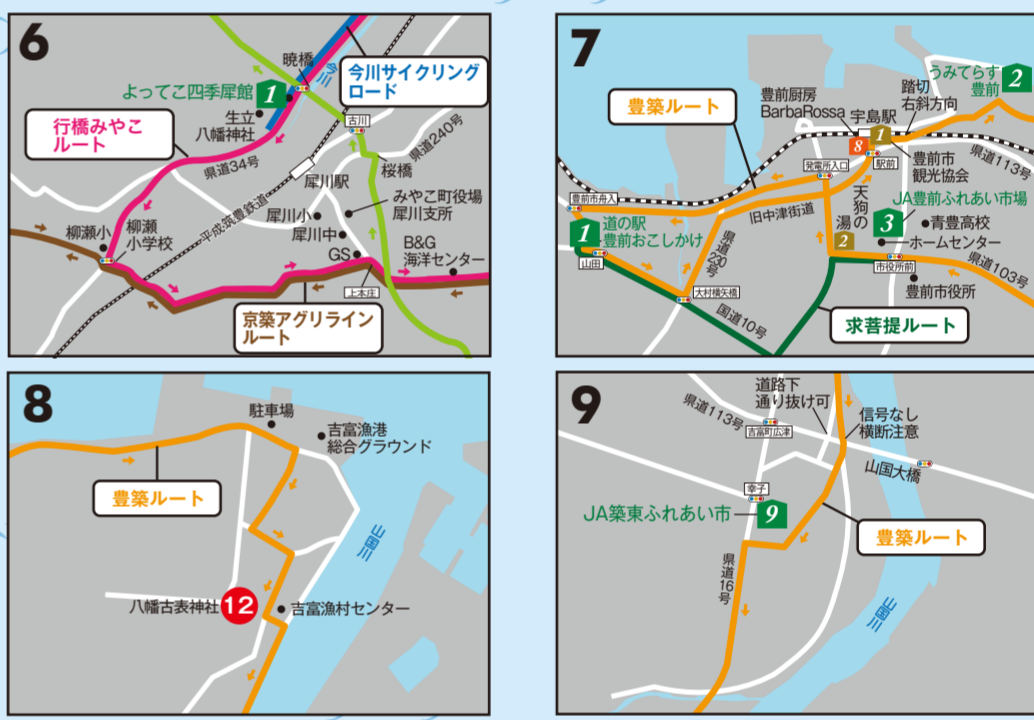 6
暁橋
今川
今川サイクリング
ロード
よってこ四季犀館
1
生立
八幡神社
行橋みやこ
ルート
古川
県道240号
県道34号
犀川駅
桜橋
平成筑豊鉄道
みやこ町役場
犀川支所
犀川小
犀川中
柳瀬小
柳瀬
小学校
GS
B&G
海洋センター
上本庄
京築アグリライン
ルート
7
うみてらす
豊前
2
踏切
右斜方向
豊前厨房
BarbaRossa
宇島駅
豊築ルート
8
1
駅前
豊前市
観光協会
県道113号
発電所入口
豊前市舟入
旧中津街道
天狗の
湯
2
JA豊前ふれあい市場
3
青豊高校
ホームセンター
1
道の駅
豊前おこしかけ
山田
県道230号
大村橋矢橋
市役所前
県道103号
豊前市役所
国道10号
求菩提ルート
8
駐車場
吉富漁港
総合グラウンド
豊築ルート
山国川
八幡古表神社
12
吉富漁村センター
9
道路下
通り抜け可
県道113号
吉富町広津
信号なし
横断注意
山国大橋
幸子
JA築東ふれあい市
9
豊築ルート
県道16号
山国川